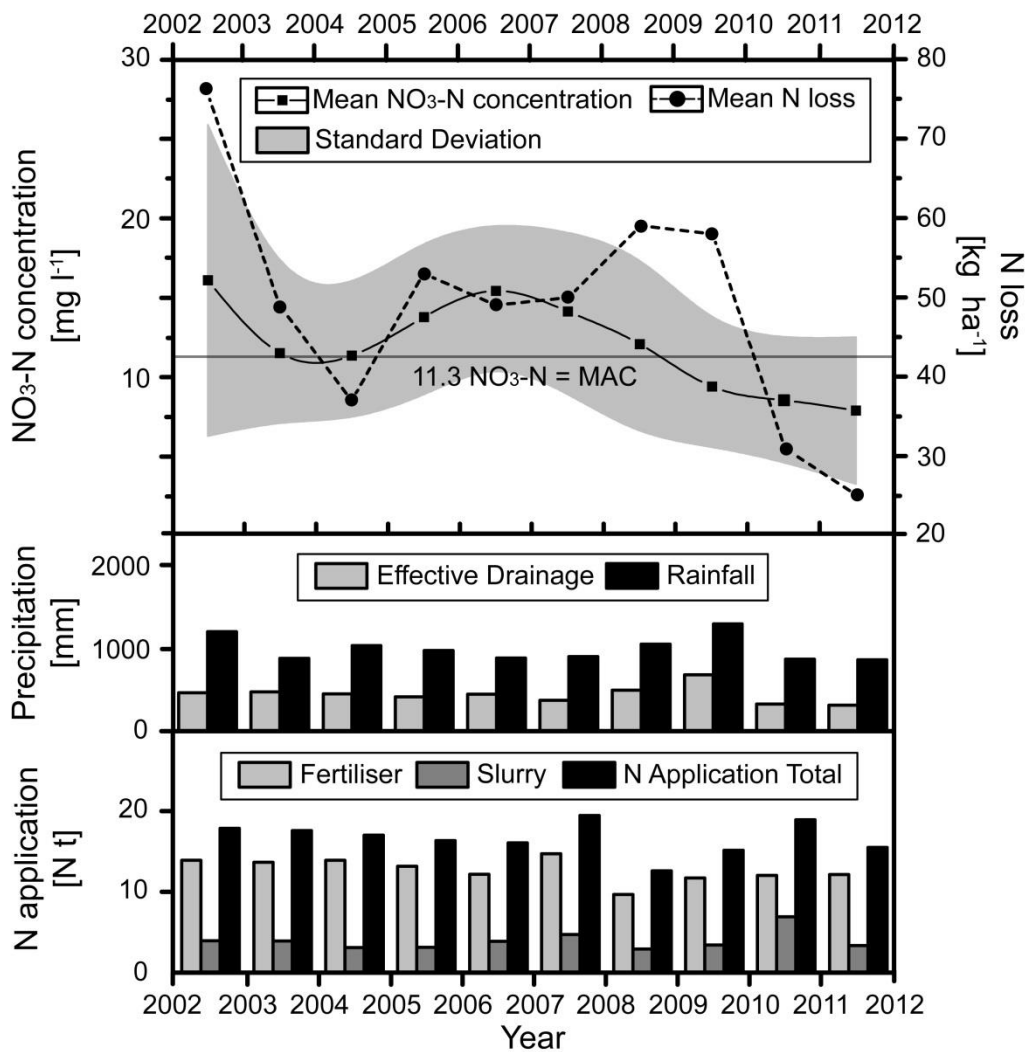 2002 2003 2004 2005 2006 2007 2008 2009 2010 2011 2012
30
20
10
NO₃-N concentration
[mg l⁻¹]
Mean NO₃-N concentration
Mean N loss
Standard Deviation
11.3 NO₃-N = MAC
80
70
60
50
40
30
20
N loss
[kg ha⁻¹]
Precipitation
[mm]
2000
1000
0
Effective Drainage
Rainfall
N application
[N t]
20
10
0
Fertiliser
Slurry
N Application Total
2002 2003 2004 2005 2006 2007 2008 2009 2010 2011 2012
Year